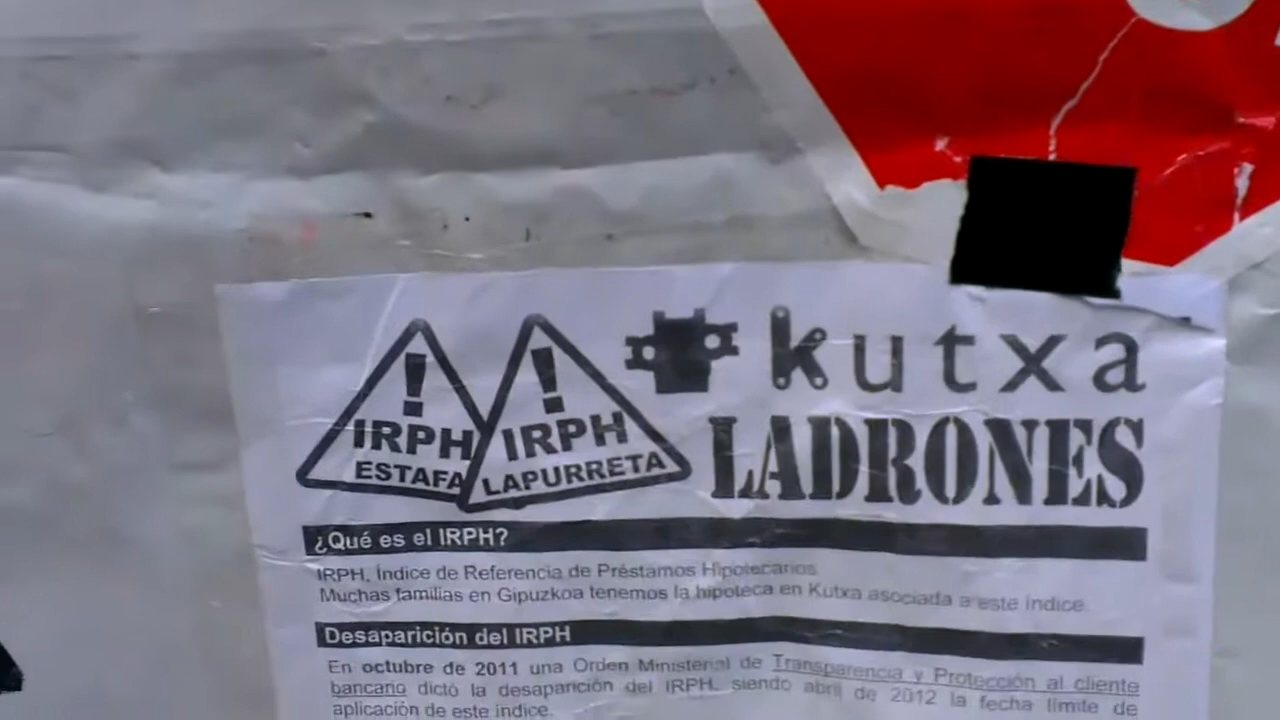 ! !
IRPH IRPH
ESTAFA LAPURRETA
kutxa
LADRONES
¿Qué es el IRPH?
IRPH, Índice de Referencia de Préstamos Hipotecarios
Muchas familias en Gipuzkoa tenemos la hipoteca en Kutxa asociada a este índice.
Desaparición del IRPH
En octubre de 2011 una Orden Ministerial de Transparencia y Protección al cliente
bancario dictó la desaparición del IRPH, siendo abril de 2012 la fecha límite de
aplicación de este índice.